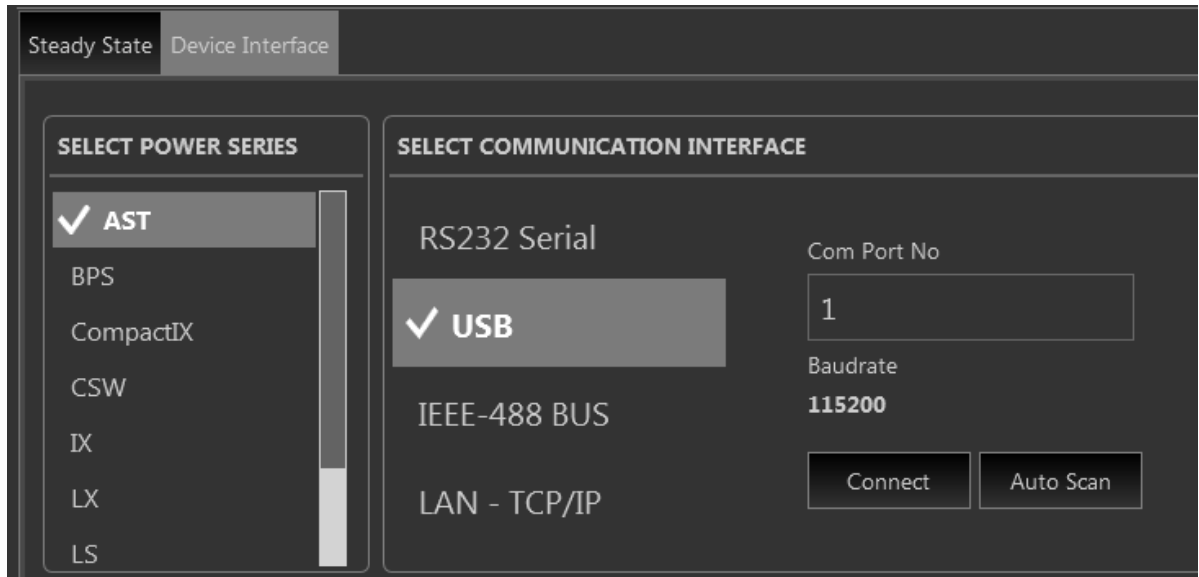 Steady State
Device Interface
SELECT POWER SERIES
AST
BPS
CompactIX
CSW
IX
LX
LS
SELECT COMMUNICATION INTERFACE
RS232 Serial
USB
IEEE-488 BUS
LAN - TCP/IP
Com Port No
1
Baudrate
115200
Connect
Auto Scan